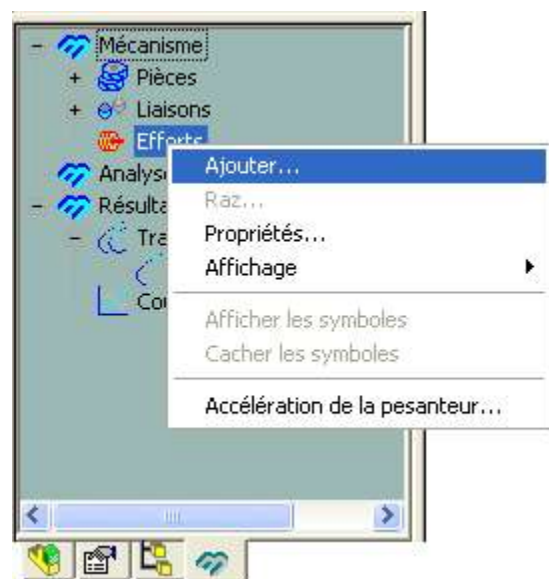 Mécanisme
Pièces
Liaisons
Efforts
Ajouter...
Raz...
Propriétés...
Affichage
Afficher les symboles
Cacher les symboles
Accélération de la pesanteur...